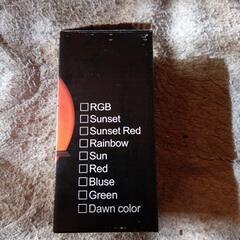 RGB
Sunset
Sunset Red
Rainbow
Sun
Red
Bluse
Green
Dawn color